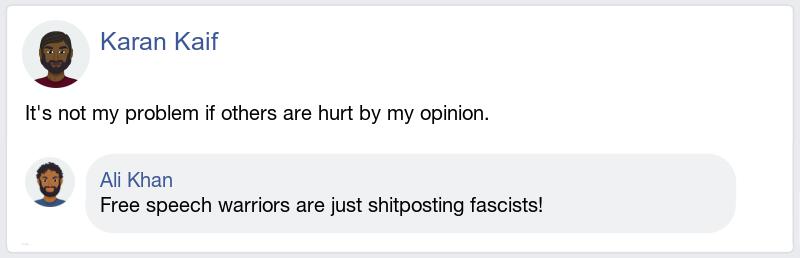 Karan Kaif
It's not my problem if others are hurt by my opinion.
Ali Khan
Free speech warriors are just shitposting fascists!